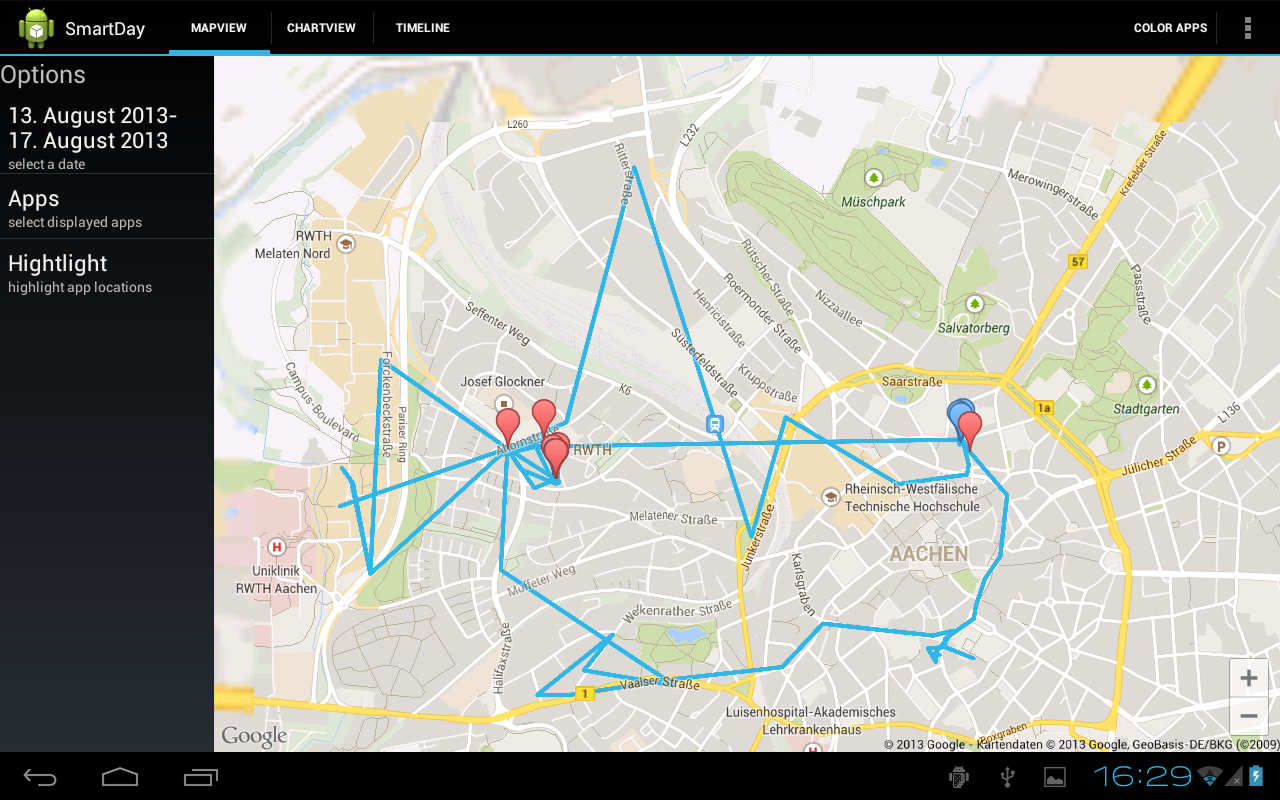 SmartDay
MAPVIEW
CHARTVIEW
TIMELINE
COLOR APPS
Options
13. August 2013-
17. August 2013
select a date
Apps
select displayed apps
Hightlight
highlight app locations
L260
L232
Ritterstraße
Krefelder Straße
Müschpark
Merowingerstraße
RWTH
Melaten Nord
57
Passstraße
Rütscher Straße
Roermonder Straße
Nizzaallee
Henricistraße
Salvatorberg
Seffenter Weg
Süsterfeldstraße
Kruppstraße
Campus-Boulevard
Forckenbeckstraße
Pariser Ring
Josef Glockner
K6
Saarstraße
1a
Stadtgarten
L136
Ahornstraße
RWTH
P
Jülicher Straße
Rheinisch-Westfälische
Technische Hochschule
Melatener Straße
Junkerstraße
AACHEN
H
Uniklinik
RWTH Aachen
Muffeter Weg
Karlsgraben
Welkenrather Straße
Halifaxstraße
1
Vaalser Straße
Luisenhospital-Akademisches
Lehrkrankenhaus
H
Boxgraben
+
−
Google
© 2013 Google - Kartendaten © 2013 Google, GeoBasis-DE/BKG (©2009)
16:29